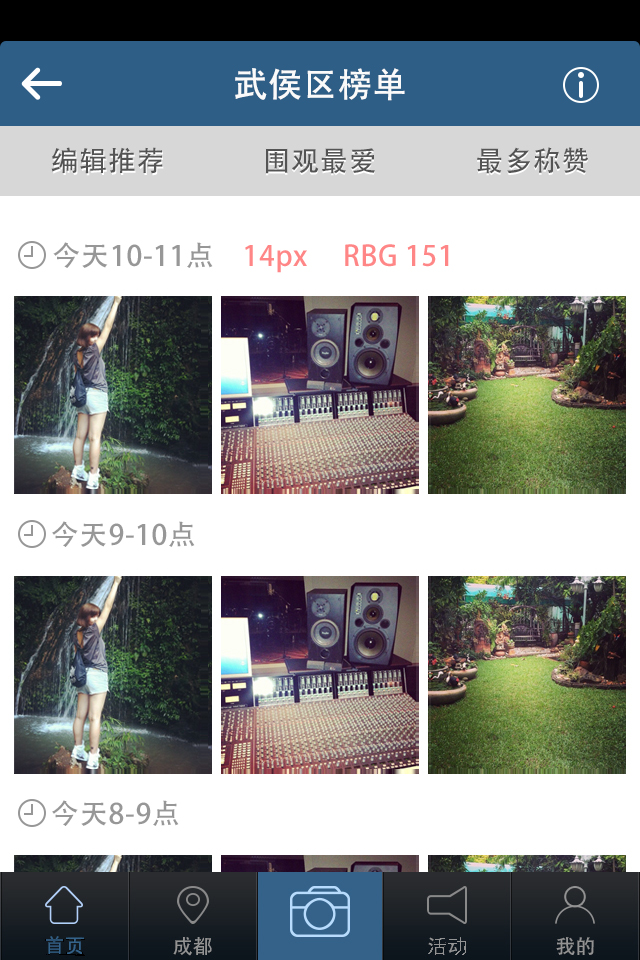 武侯区榜单
编辑推荐 围观最爱 最多称赞
今天10-11点 14px RBG 151
今天9-10点
今天8-9点
首页 成都 活动 我的